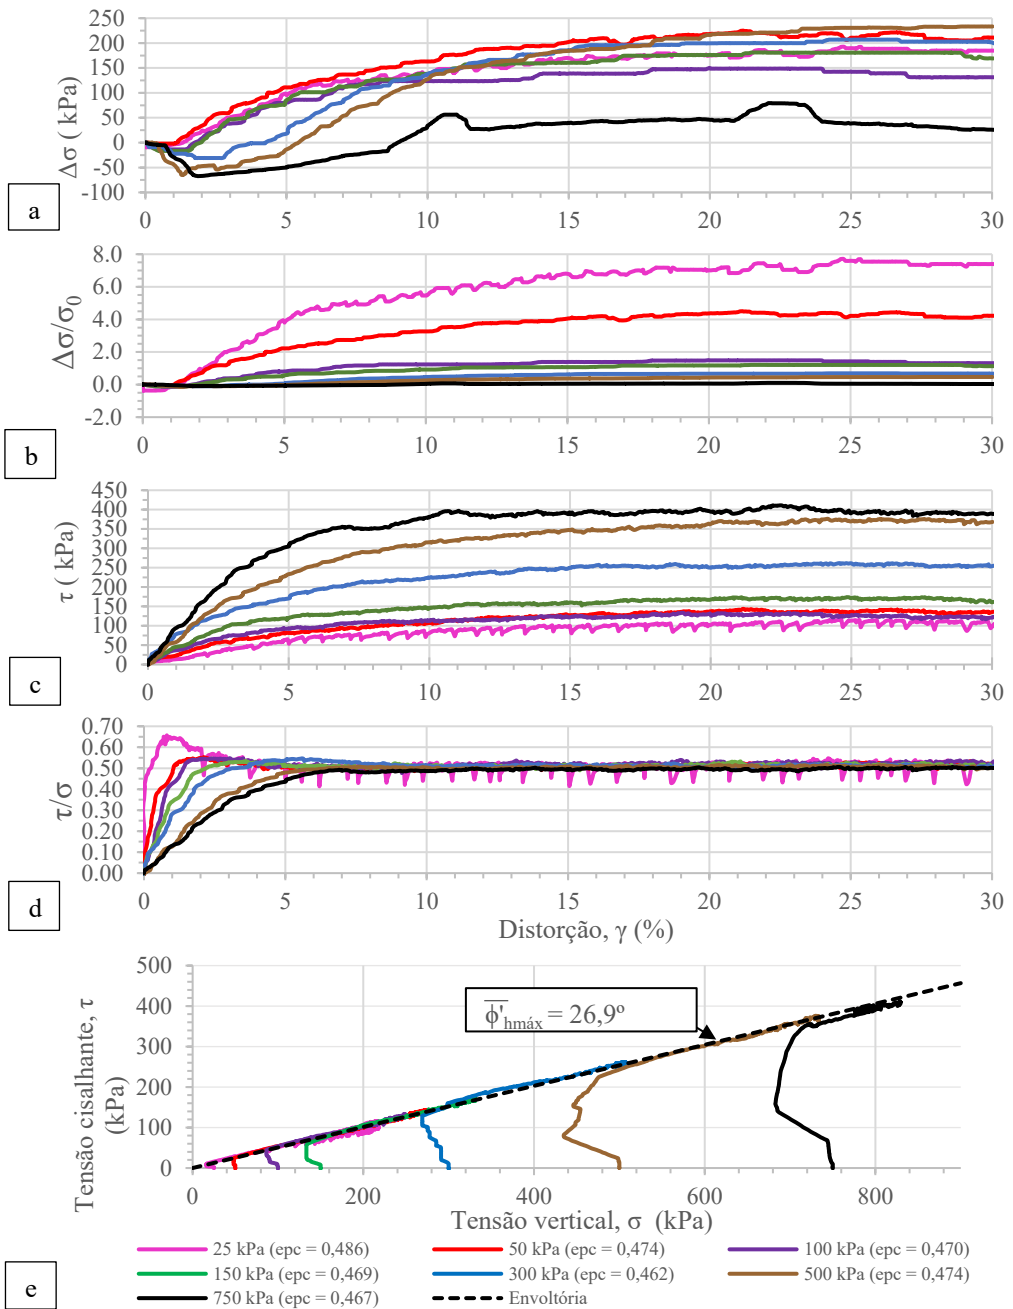 250
200
150
100
50
0
-50
-100
Δσ ( kPa)
a
0 5 10 15 20 25 30
8.0
6.0
4.0
2.0
0.0
-2.0
Δσ/σ0
b
0 5 10 15 20 25 30
450
400
350
300
250
200
150
100
50
0
τ ( kPa)
c
0 5 10 15 20 25 30
0.70
0.60
0.50
0.40
0.30
0.20
0.10
0.00
τ/σ
d
0 5 10 15 20 25 30
Distorção, γ (%)
500
400
300
200
100
0
Tensão cisalhante, τ
(kPa)
ϕ'hmáx = 26,9º
0 200 400 600 800
Tensão vertical, σ (kPa)
25 kPa (epc = 0,486) 50 kPa (epc = 0,474) 100 kPa (epc = 0,470)
150 kPa (epc = 0,469) 300 kPa (epc = 0,462) 500 kPa (epc = 0,474)
750 kPa (epc = 0,467) Envoltória
e